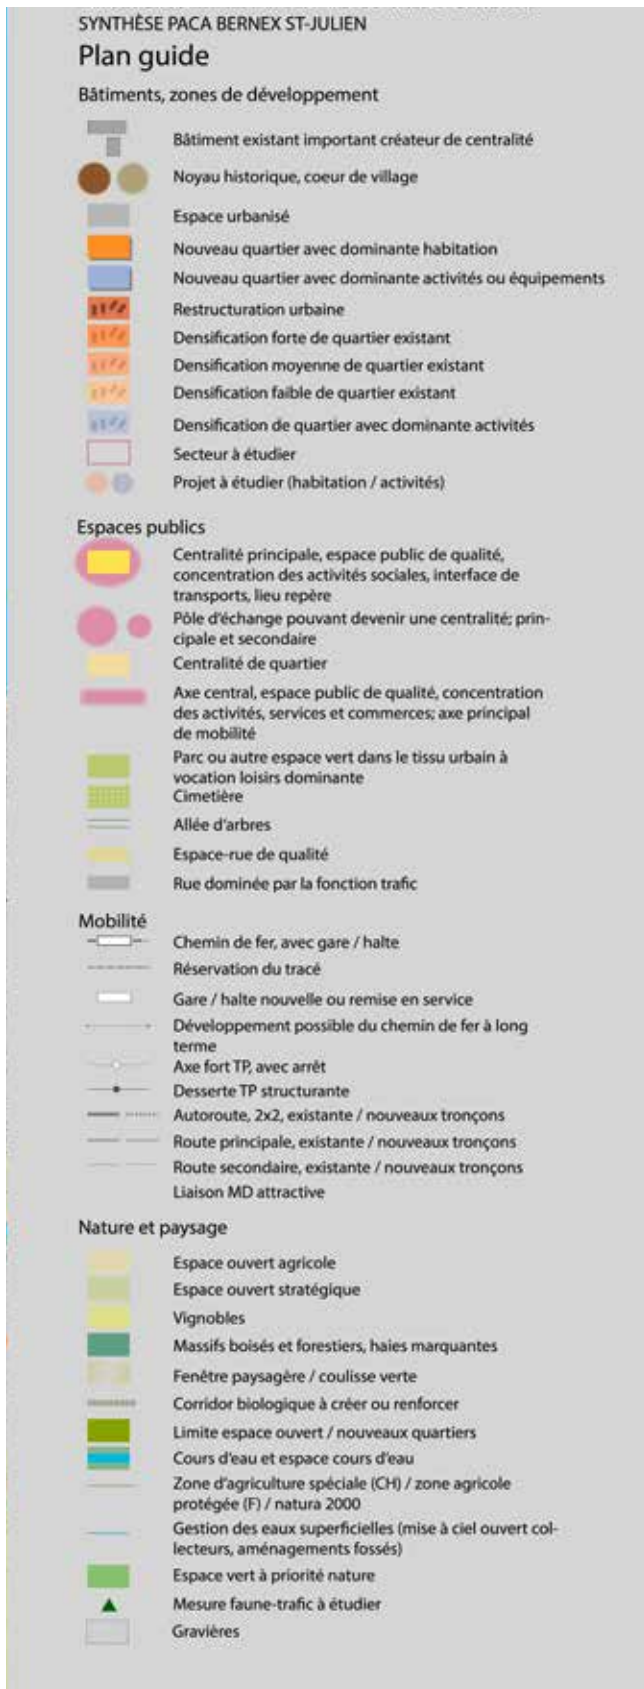 SYNTHÈSE PACA BERNEX ST-JULIEN
Plan guide
Bâtiments, zones de développement
Bâtiment existant important créateur de centralité
Noyau historique, coeur de village
Espace urbanisé
Nouveau quartier avec dominante habitation
Nouveau quartier avec dominante activités ou équipements
Restructuration urbaine
Densification forte de quartier existant
Densification moyenne de quartier existant
Densification faible de quartier existant
Densification de quartier avec dominante activités
Secteur à étudier
Projet à étudier (habitation / activités)
Espaces publics
Centralité principale, espace public de qualité,
concentration des activités sociales, interface de
transports, lieu repère
Pôle d'échange pouvant devenir une centralité; prin-
cipale et secondaire
Centralité de quartier
Axe central, espace public de qualité, concentration
des activités, services et commerces; axe principal
de mobilité
Parc ou autre espace vert dans le tissu urbain à
vocation loisirs dominante
Cimetière
Allée d'arbres
Espace-rue de qualité
Rue dominée par la fonction trafic
Mobilité
Chemin de fer, avec gare / halte
Réservation du tracé
Gare / halte nouvelle ou remise en service
Développement possible du chemin de fer à long
terme
Axe fort TP, avec arrêt
Desserte TP structurante
Autoroute, 2x2, existante / nouveaux tronçons
Route principale, existante / nouveaux tronçons
Route secondaire, existante / nouveaux tronçons
Liaison MD attractive
Nature et paysage
Espace ouvert agricole
Espace ouvert stratégique
Vignobles
Massifs boisés et forestiers, haies marquantes
Fenêtre paysagère / coulisse verte
Corridor biologique à créer ou renforcer
Limite espace ouvert / nouveaux quartiers
Cours d'eau et espace cours d'eau
Zone d'agriculture spéciale (CH) / zone agricole
protégée (F) / natura 2000
Gestion des eaux superficielles (mise à ciel ouvert col-
lecteurs, aménagements fossés)
Espace vert à priorité nature
Mesure faune-trafic à étudier
Gravières